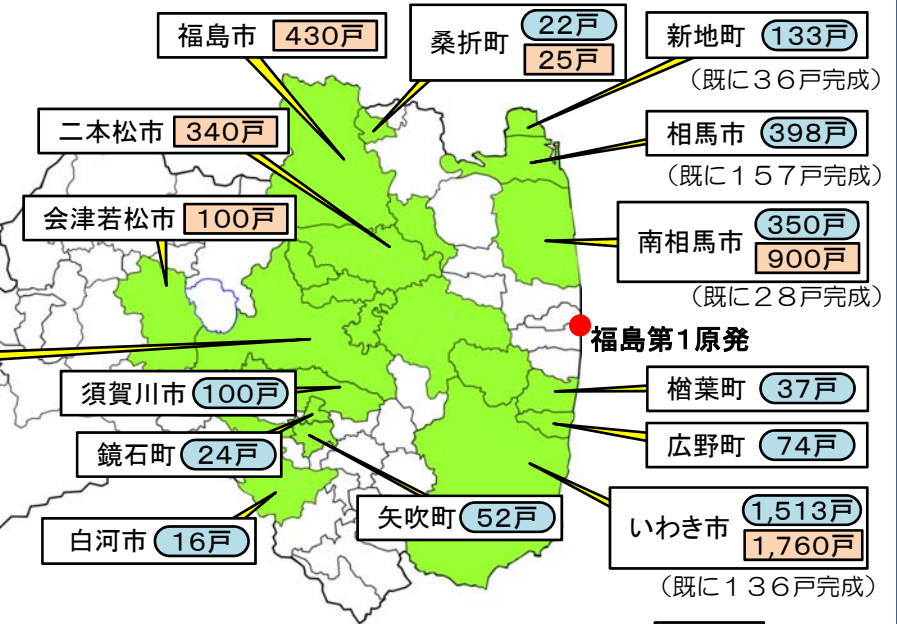 福島市 430戸
桑折町 22戸
25戸
新地町 133戸
(既に36戸完成)
二本松市 340戸
相馬市 398戸
(既に157戸完成)
会津若松市 100戸
南相馬市 350戸
900戸
(既に28戸完成)
福島第1原発
須賀川市 100戸
楢葉町 37戸
鏡石町 24戸
広野町 74戸
白河市 16戸
矢吹町 52戸
いわき市 1,513戸
1,760戸
(既に136戸完成)